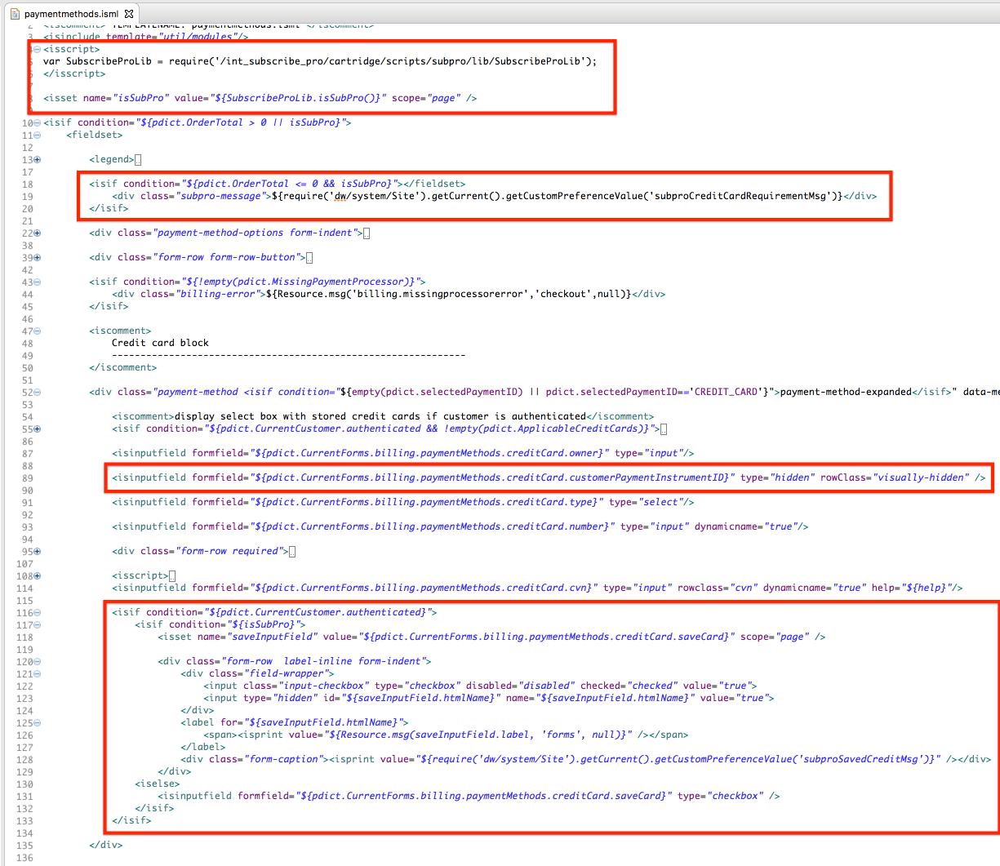 paymentmethods.isml
2 <iscomment> TEMPLATENAME: paymentmethods.isml </iscomment>
3 <isinclude template="util/modules"/>
4 <isscript>
5 var SubscribeProLib = require('/int_subscribe_pro/cartridge/scripts/subpro/lib/SubscribeProLib');
6 </isscript>
7
8 <isset name="isSubPro" value="${SubscribeProLib.isSubPro()}" scope="page" />
9
10 <isif condition="${pdict.OrderTotal > 0 || isSubPro}">
11 <fieldset>
12
13 <legend>
17
18 <isif condition="${pdict.OrderTotal <= 0 && isSubPro}"></fieldset>
19 <div class="subpro-message">${require('dw/system/Site').getCurrent().getCustomPreferenceValue('subproCreditCardRequirementMsg')}</div>
20 </isif>
21
22 <div class="payment-method-options form-indent">
38
39 <div class="form-row form-row-button">
42
43 <isif condition="${!empty(pdict.MissingPaymentProcessor)}">
44 <div class="billing-error">${Resource.msg('billing.missingprocessorerror','checkout',null)}</div>
45 </isif>
46
47 <iscomment>
48 Credit card block
49 --------------------------------------------------------------
50 </iscomment>
51
52 <div class="payment-method <isif condition="${empty(pdict.selectedPaymentID) || pdict.selectedPaymentID=='CREDIT_CARD'}">payment-method-expanded</isif>" data-me
53
54 <iscomment>display select box with stored credit cards if customer is authenticated</iscomment>
55 <isif condition="${pdict.CurrentCustomer.authenticated && !empty(pdict.ApplicableCreditCards)}">
86
87 <isinputfield formfield="${pdict.CurrentForms.billing.paymentMethods.creditCard.owner}" type="input"/>
88
89 <isinputfield formfield="${pdict.CurrentForms.billing.paymentMethods.creditCard.customerPaymentInstrumentID}" type="hidden" rowClass="visually-hidden" />
90
91 <isinputfield formfield="${pdict.CurrentForms.billing.paymentMethods.creditCard.type}" type="select"/>
92
93 <isinputfield formfield="${pdict.CurrentForms.billing.paymentMethods.creditCard.number}" type="input" dynamicname="true"/>
94
95 <div class="form-row required">
107
108 <isscript>
114 <isinputfield formfield="${pdict.CurrentForms.billing.paymentMethods.creditCard.cvn}" type="input" rowclass="cvn" dynamicname="true" help="${help}"/>
115
116 <isif condition="${pdict.CurrentCustomer.authenticated}">
117 <isif condition="${isSubPro}">
118 <isset name="saveInputField" value="${pdict.CurrentForms.billing.paymentMethods.creditCard.saveCard}" scope="page" />
119
120 <div class="form-row  label-inline form-indent">
121 <div class="field-wrapper">
122 <input class="input-checkbox" type="checkbox" disabled="disabled" checked="checked" value="true">
123 <input type="hidden" id="${saveInputField.htmlName}" name="${saveInputField.htmlName}" value="true">
124 </div>
125 <label for="${saveInputField.htmlName}">
126 <span><isprint value="${Resource.msg(saveInputField.label, 'forms', null)}" /></span>
127 </label>
128 <div class="form-caption"><isprint value="${require('dw/system/Site').getCurrent().getCustomPreferenceValue('subproSavedCreditMsg')}" /></div>
129 </div>
130 <iselse>
131 <isinputfield formfield="${pdict.CurrentForms.billing.paymentMethods.creditCard.saveCard}" type="checkbox" />
132 </isif>
133 </isif>
134
135 </div>
136